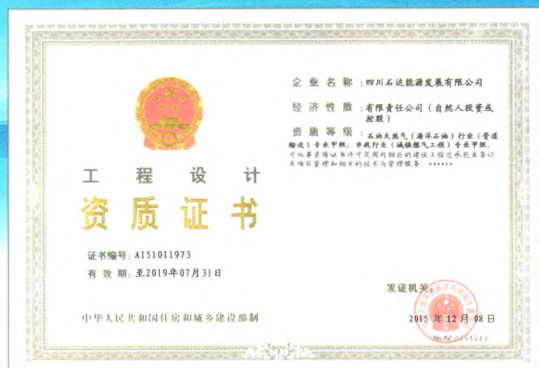 工程设计
资质证书
证书编号: A151011973
有效期: 至2019年07月31日
中华人民共和国住房和城乡建设部制
企业名称:四川石达能源发展有限公司
经济性质:有限责任公司(自然人投资或
控股)
资质等级:石油天然气(海洋石油)行业(管道
输送)专业甲级;市政行业(城镇燃气工程)专业甲级。
可从事资质证书许可范围内相应的建设工程总承包业务以
及项目管理和相关的技术与管理服务。******
发证机关:
2015年12月08日